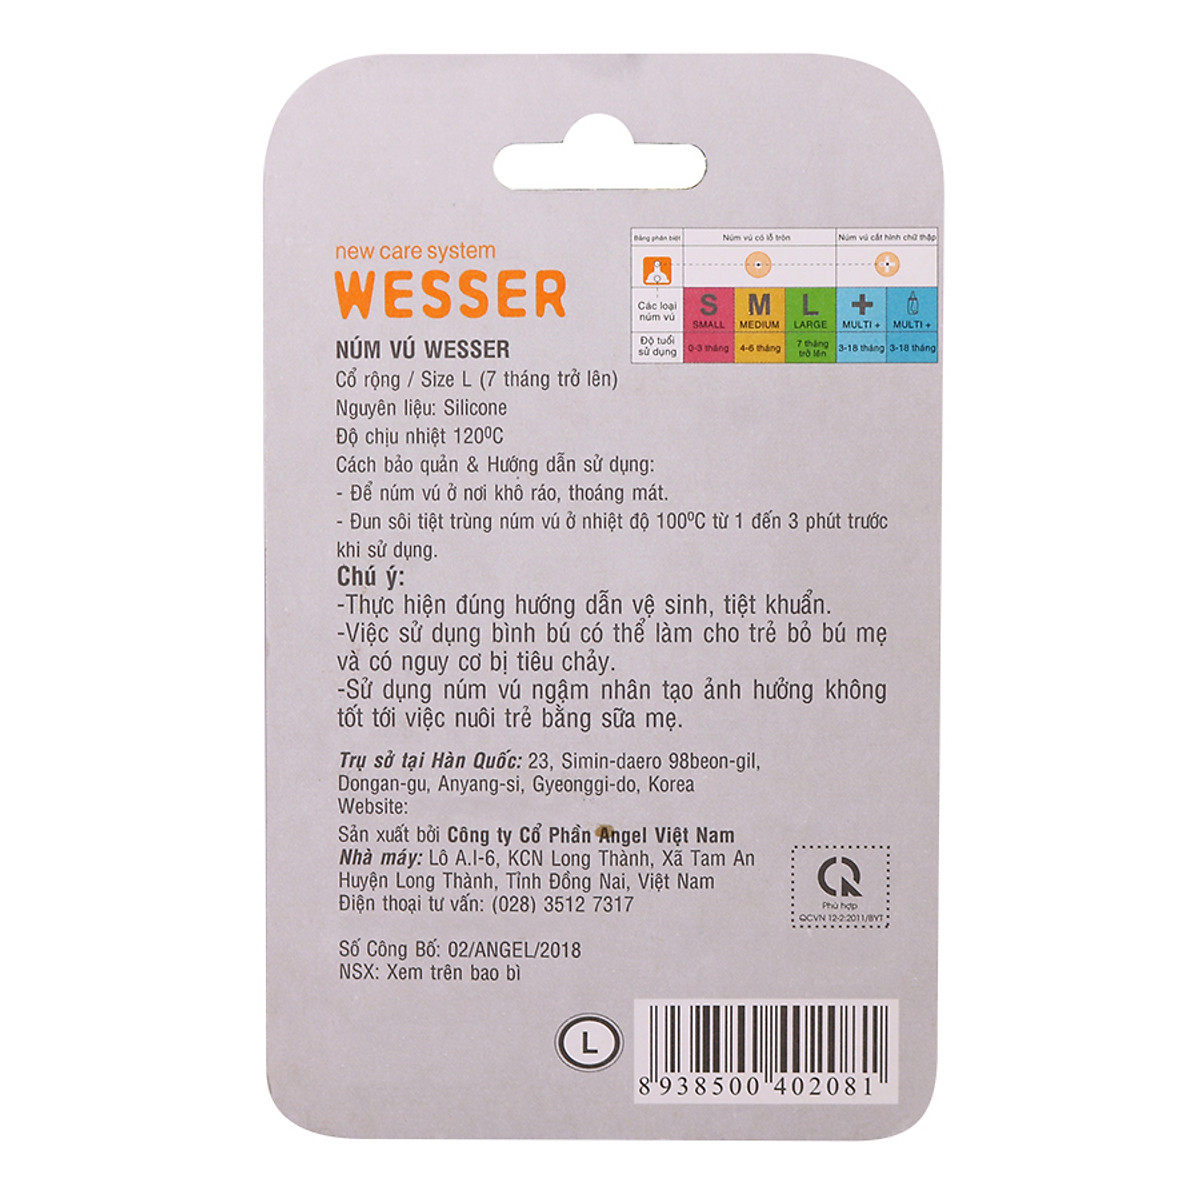 new care system
WESSER
NÚM VÚ WESSER
Cổ rộng / Size L (7 tháng trở lên)
Nguyên liệu: Silicone
Độ chịu nhiệt 120ºC
Cách bảo quản & Hướng dẫn sử dụng:
- Để núm vú ở nơi khô ráo, thoáng mát.
- Đun sôi tiệt trùng núm vú ở nhiệt độ 100ºC từ 1 đến 3 phút trước
khi sử dụng.
Chú ý:
-Thực hiện đúng hướng dẫn vệ sinh, tiệt khuẩn.
-Việc sử dụng bình bú có thể làm cho trẻ bỏ bú mẹ
và có nguy cơ bị tiêu chảy.
-Sử dụng núm vú ngậm nhân tạo ảnh hưởng không
tốt tới việc nuôi trẻ bằng sữa mẹ.
Trụ sở tại Hàn Quốc: 23, Simin-daero 98beon-gil,
Dongan-gu, Anyang-si, Gyeonggi-do, Korea
Website:
Sản xuất bởi Công ty Cổ Phần Angel Việt Nam
Nhà máy: Lô A.I-6, KCN Long Thành, Xã Tam An
Huyện Long Thành, Tỉnh Đồng Nai, Việt Nam
Điện thoại tư vấn: (028) 3512 7317
Số Công Bố: 02/ANGEL/2018
NSX: Xem trên bao bì
Bảng phân biệt Núm vú có lỗ tròn Núm vú cắt hình chữ thập
Các loại núm vú S SMALL M MEDIUM L LARGE + MULTI + MULTI +
Độ tuổi sử dụng 0-3 tháng 4-6 tháng 7 tháng trở lên 3-18 tháng 3-18 tháng
Phù hợp
QCVN 12-2:2011/BYT
L
8 938500 402081